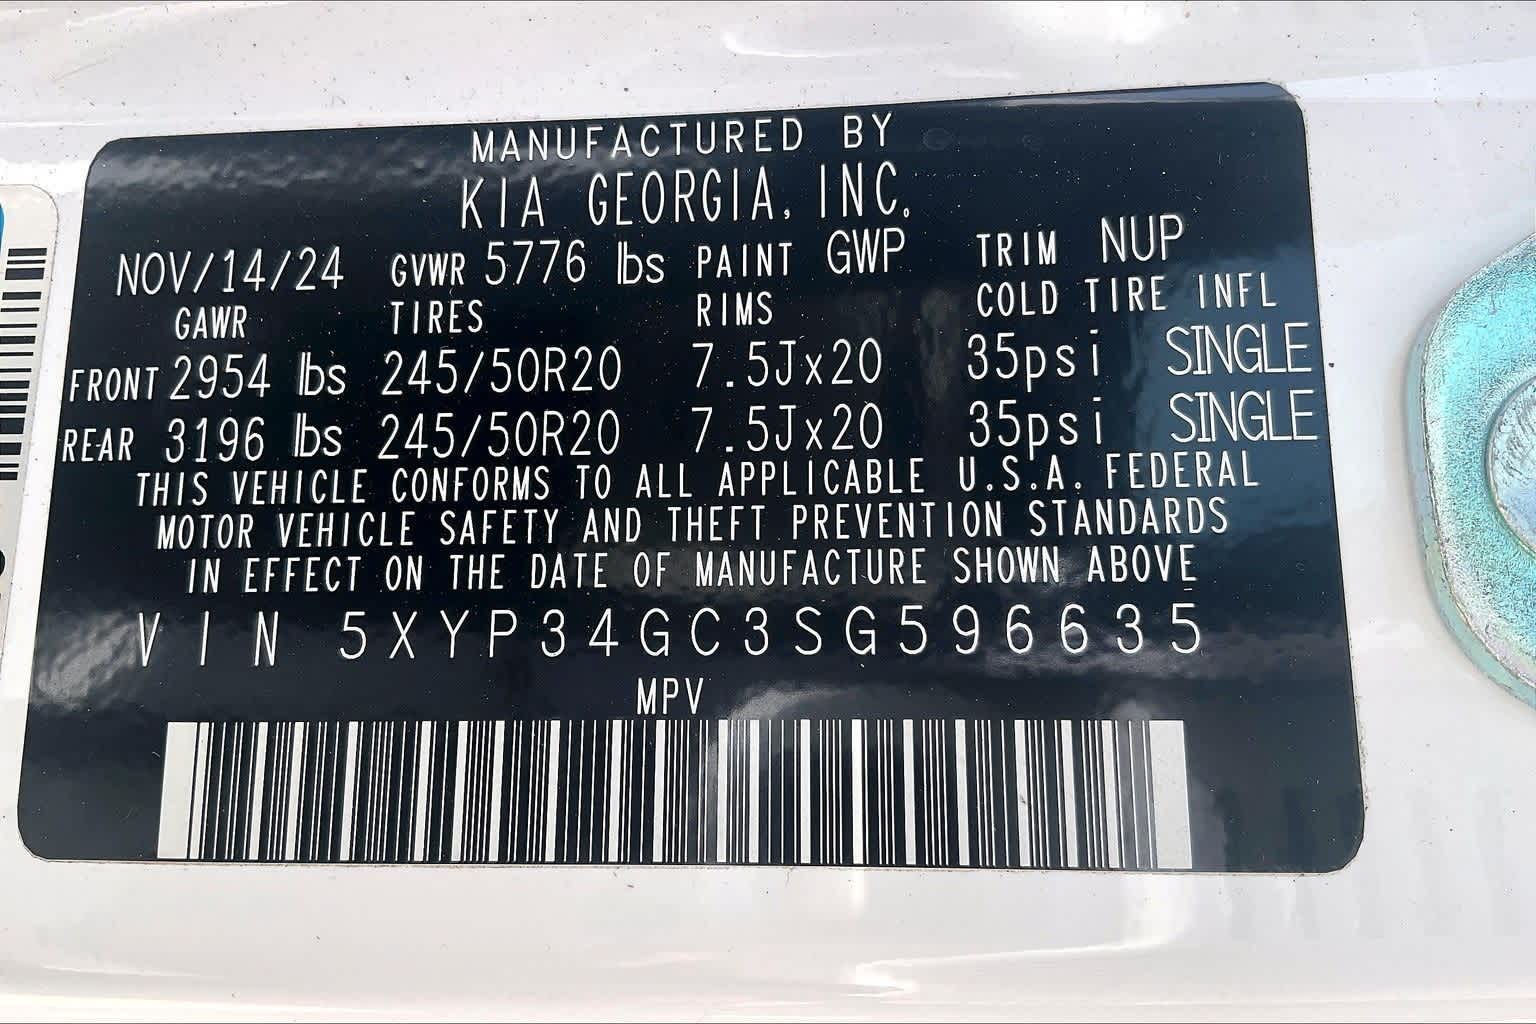 MANUFACTURED BY
KIA GEORGIA, INC.
NOV/14/24 GVWR 5776 lbs PAINT GWP TRIM NUP
GAWR TIRES RIMS COLD TIRE INFL
FRONT 2954 lbs 245/50R20 7.5Jx20 35psi SINGLE
REAR 3196 lbs 245/50R20 7.5Jx20 35psi SINGLE
THIS VEHICLE CONFORMS TO ALL APPLICABLE U.S.A. FEDERAL
MOTOR VEHICLE SAFETY AND THEFT PREVENTION STANDARDS
IN EFFECT ON THE DATE OF MANUFACTURE SHOWN ABOVE
VIN 5XYP34GC3SG596635
MPV